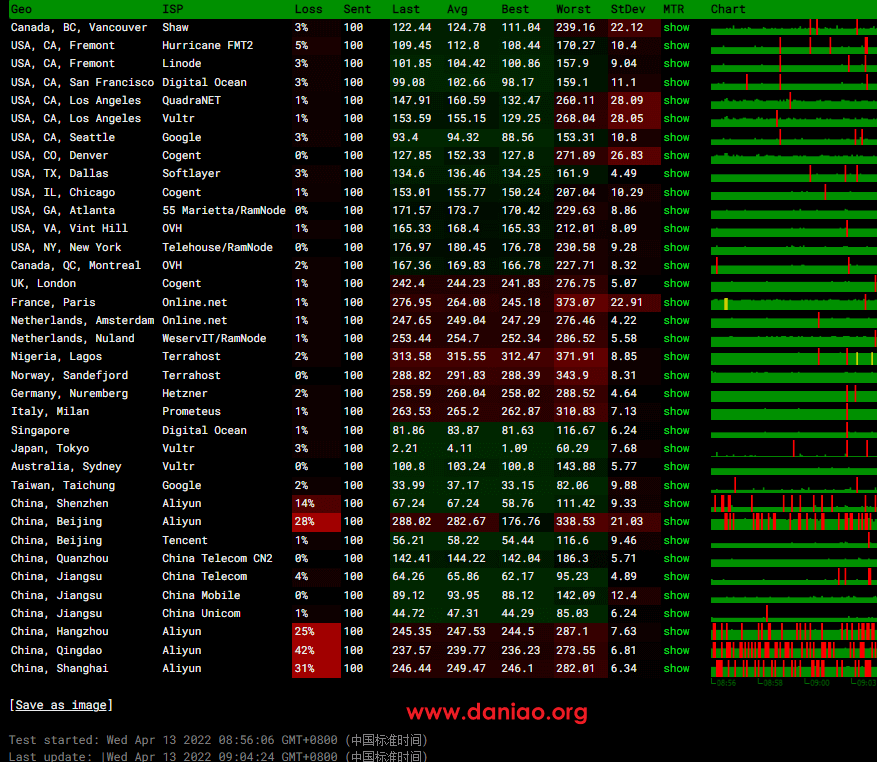 Geo ISP Loss Sent Last Avg Best Worst StDev MTR Chart
Canada, BC, Vancouver Shaw 3% 100 122.44 124.78 111.04 239.16 22.12 show
USA, CA, Fremont Hurricane FMT2 5% 100 109.45 112.8 108.44 170.27 10.4 show
USA, CA, Fremont Linode 3% 100 101.85 104.42 100.86 157.9 9.04 show
USA, CA, San Francisco Digital Ocean 3% 100 99.08 102.66 98.17 159.1 11.1 show
USA, CA, Los Angeles QuadraNET 1% 100 147.91 160.59 132.47 260.11 28.09 show
USA, CA, Los Angeles Vultr 1% 100 153.59 155.15 129.25 268.04 28.05 show
USA, CA, Seattle Google 3% 100 93.4 94.32 88.56 153.31 10.8 show
USA, CO, Denver Cogent 0% 100 127.85 152.33 127.8 271.89 26.83 show
USA, TX, Dallas Softlayer 3% 100 134.6 136.46 134.25 161.9 4.49 show
USA, IL, Chicago Cogent 1% 100 153.01 155.77 150.24 207.04 10.29 show
USA, GA, Atlanta 55 Marietta/RamNode 0% 100 171.57 173.7 170.42 229.63 8.86 show
USA, VA, Vint Hill OVH 1% 100 165.33 168.4 165.33 212.01 8.09 show
USA, NY, New York Telehouse/RamNode 0% 100 176.97 180.45 176.78 230.58 9.28 show
Canada, QC, Montreal OVH 2% 100 167.36 169.83 166.78 227.71 8.32 show
UK, London Cogent 1% 100 242.4 244.23 241.83 276.75 5.07 show
France, Paris Online.net 1% 100 276.95 264.08 245.18 373.07 22.91 show
Netherlands, Amsterdam Online.net 1% 100 247.65 249.04 247.29 276.46 4.22 show
Netherlands, Nuland WeservIT/RamNode 1% 100 253.44 254.7 252.34 286.52 5.58 show
Nigeria, Lagos Terrahost 2% 100 313.58 315.55 312.47 371.91 8.85 show
Norway, Sandefjord Terrahost 0% 100 288.82 291.83 288.39 343.9 8.31 show
Germany, Nuremberg Hetzner 2% 100 258.59 260.04 258.02 288.52 4.64 show
Italy, Milan Prometeus 1% 100 263.53 265.2 262.87 310.83 7.13 show
Singapore Digital Ocean 1% 100 81.86 83.87 81.63 116.67 6.24 show
Japan, Tokyo Vultr 3% 100 2.21 4.11 1.09 60.29 7.68 show
Australia, Sydney Vultr 0% 100 100.8 103.24 100.8 143.88 5.77 show
Taiwan, Taichung Google 2% 100 33.99 37.17 33.15 82.06 9.88 show
China, Shenzhen Aliyun 14% 100 67.24 67.24 58.76 111.42 9.33 show
China, Beijing Aliyun 28% 100 288.02 282.67 176.76 338.53 21.03 show
China, Beijing Tencent 1% 100 56.21 58.22 54.44 116.6 9.46 show
China, Quanzhou China Telecom CN2 0% 100 142.41 144.22 142.04 186.3 5.71 show
China, Jiangsu China Telecom 4% 100 64.26 65.86 62.17 95.23 4.89 show
China, Jiangsu China Mobile 0% 100 89.12 93.95 88.12 142.09 12.4 show
China, Jiangsu China Unicom 1% 100 44.72 47.31 44.29 85.03 6.24 show
China, Hangzhou Aliyun 25% 100 245.35 247.53 244.5 287.1 7.63 show
China, Qingdao Aliyun 42% 100 237.57 239.77 236.23 273.55 6.81 show
China, Shanghai Aliyun 31% 100 246.44 249.47 246.1 282.01 6.34 show
08:58 09:00
[Save as image]
www.daniao.org
Test started: Wed Apr 13 2022 08:56:06 GMT+0800 (中国标准时间)
Last update: |Wed Apr 13 2022 09:04:24 GMT+0800 (中国标准时间)